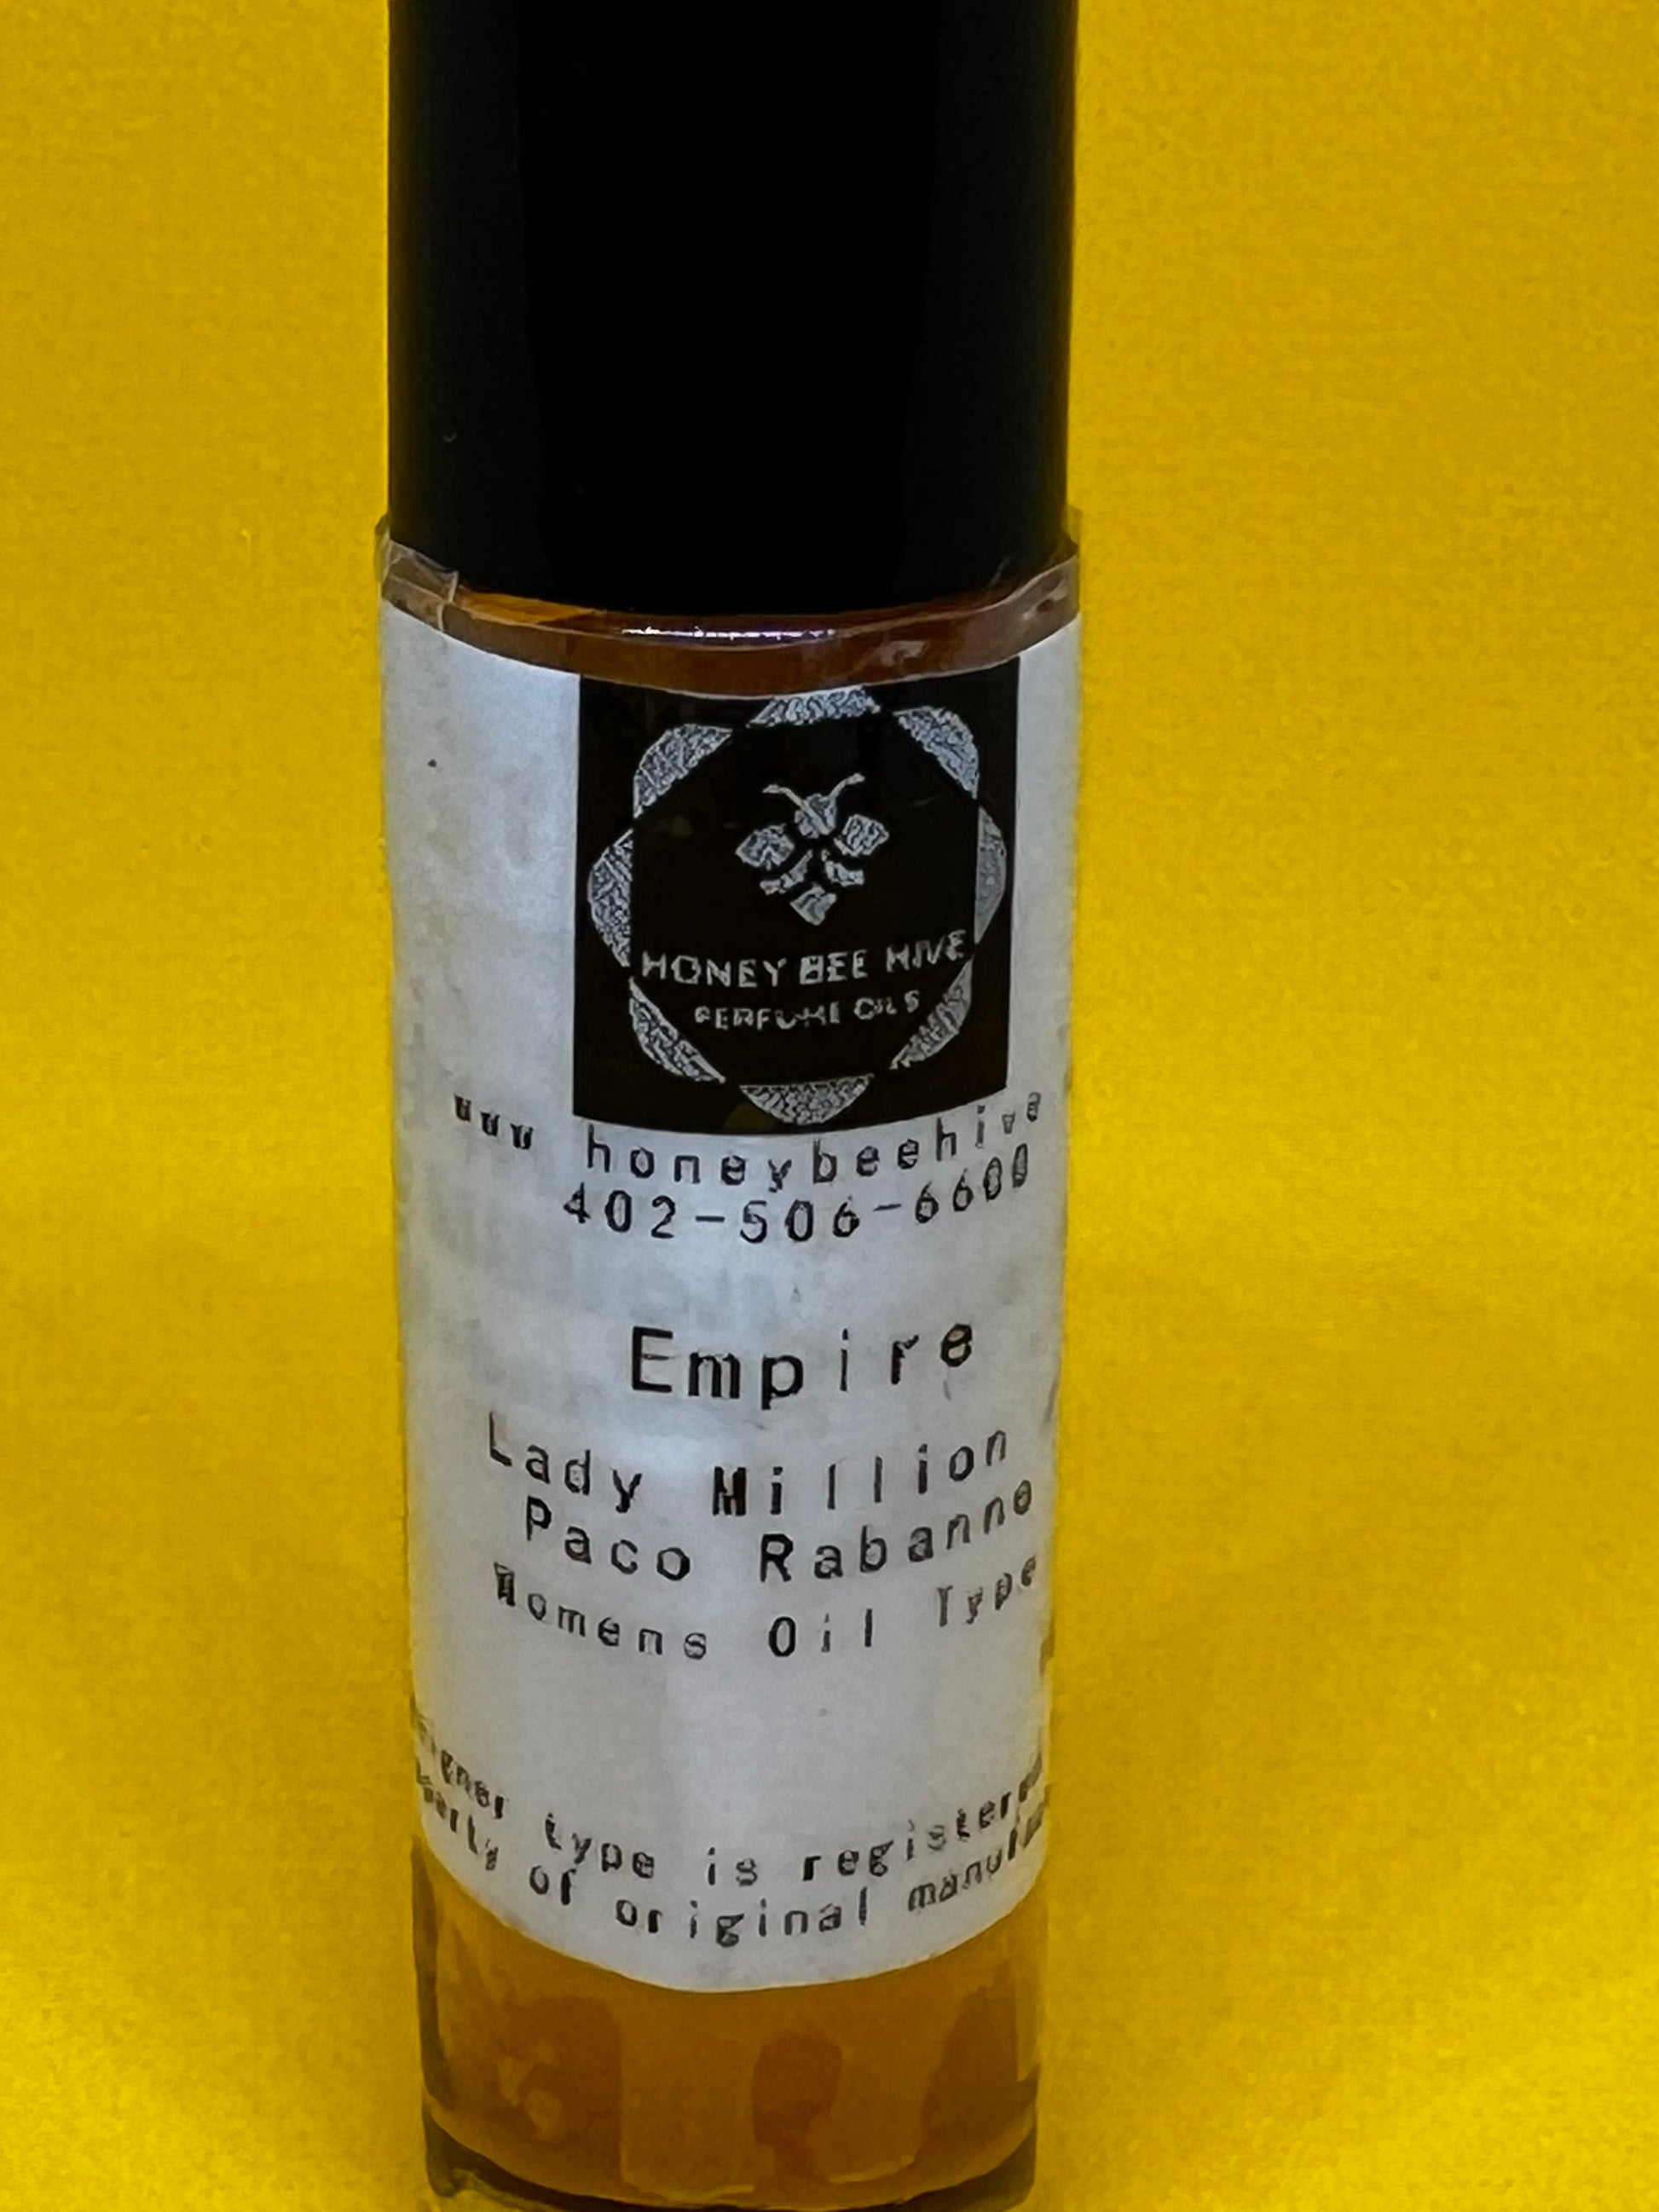 HONEY BEE HIVE
PERFUME OILS
www honeybeehive
402-506-6600
Empire
Lady Million
Paco Rabanne
Womens Oil Type
type is registered
of original